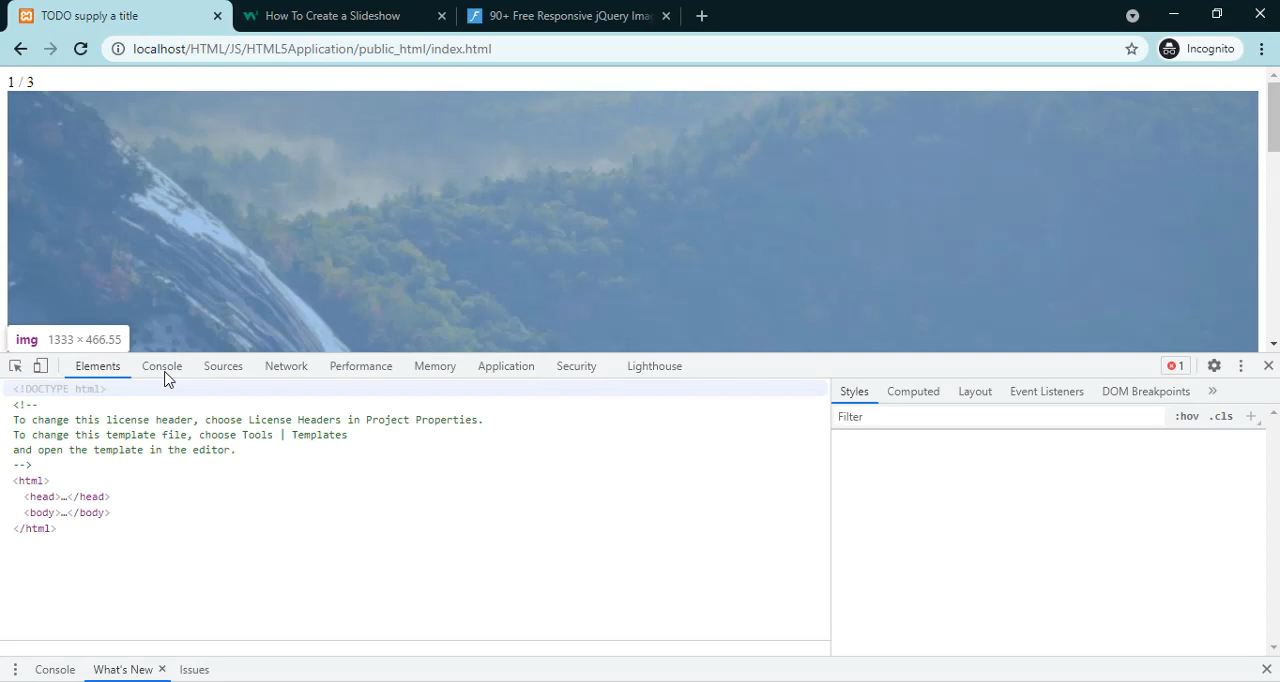 TODO supply a title
How To Create a Slideshow
90+ Free Responsive jQuery Ima
localhost/HTML/JS/HTML5Application/public_html/index.html
Incognito
1 / 3
img 1333 × 466.55
Elements Console Sources Network Performance Memory Application Security Lighthouse 1
<!DOCTYPE html>
<!--
To change this license header, choose License Headers in Project Properties.
To change this template file, choose Tools | Templates
and open the template in the editor.
-->
<html>
<head>…</head>
<body>…</body>
</html>
Styles Computed Layout Event Listeners DOM Breakpoints »
Filter :hov .cls +
Console What's New Issues